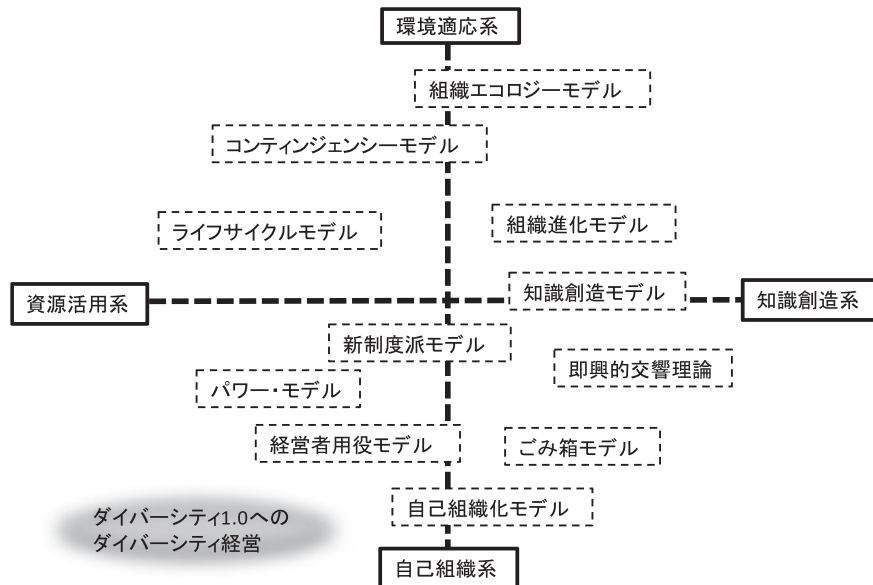 環境適応系
組織エコロジーモデル
コンティンジェンシーモデル
ライフサイクルモデル
組織進化モデル
資源活用系
知識創造モデル
知識創造系
新制度派モデル
即興的交響理論
パワー・モデル
経営者用役モデル
ごみ箱モデル
自己組織化モデル
ダイバーシティ1.0への
ダイバーシティ経営
自己組織系